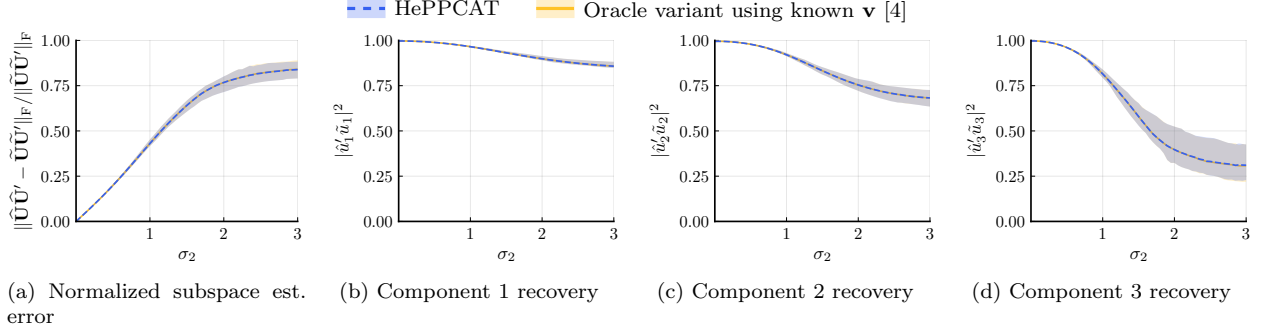 HePPCAT
Oracle variant using known v [4]
‖ÛÛ′ − ŨŨ′‖F/‖ŨŨ′‖F
1.00
0.75
0.50
0.25
0.00
1 2 3
σ2
(a) Normalized subspace est.
error
|û′1ũ1|²
1.00
0.75
0.50
0.25
0.00
1 2 3
σ2
(b) Component 1 recovery
|û′2ũ2|²
1.00
0.75
0.50
0.25
0.00
1 2 3
σ2
(c) Component 2 recovery
|û′3ũ3|²
1.00
0.75
0.50
0.25
0.00
1 2 3
σ2
(d) Component 3 recovery